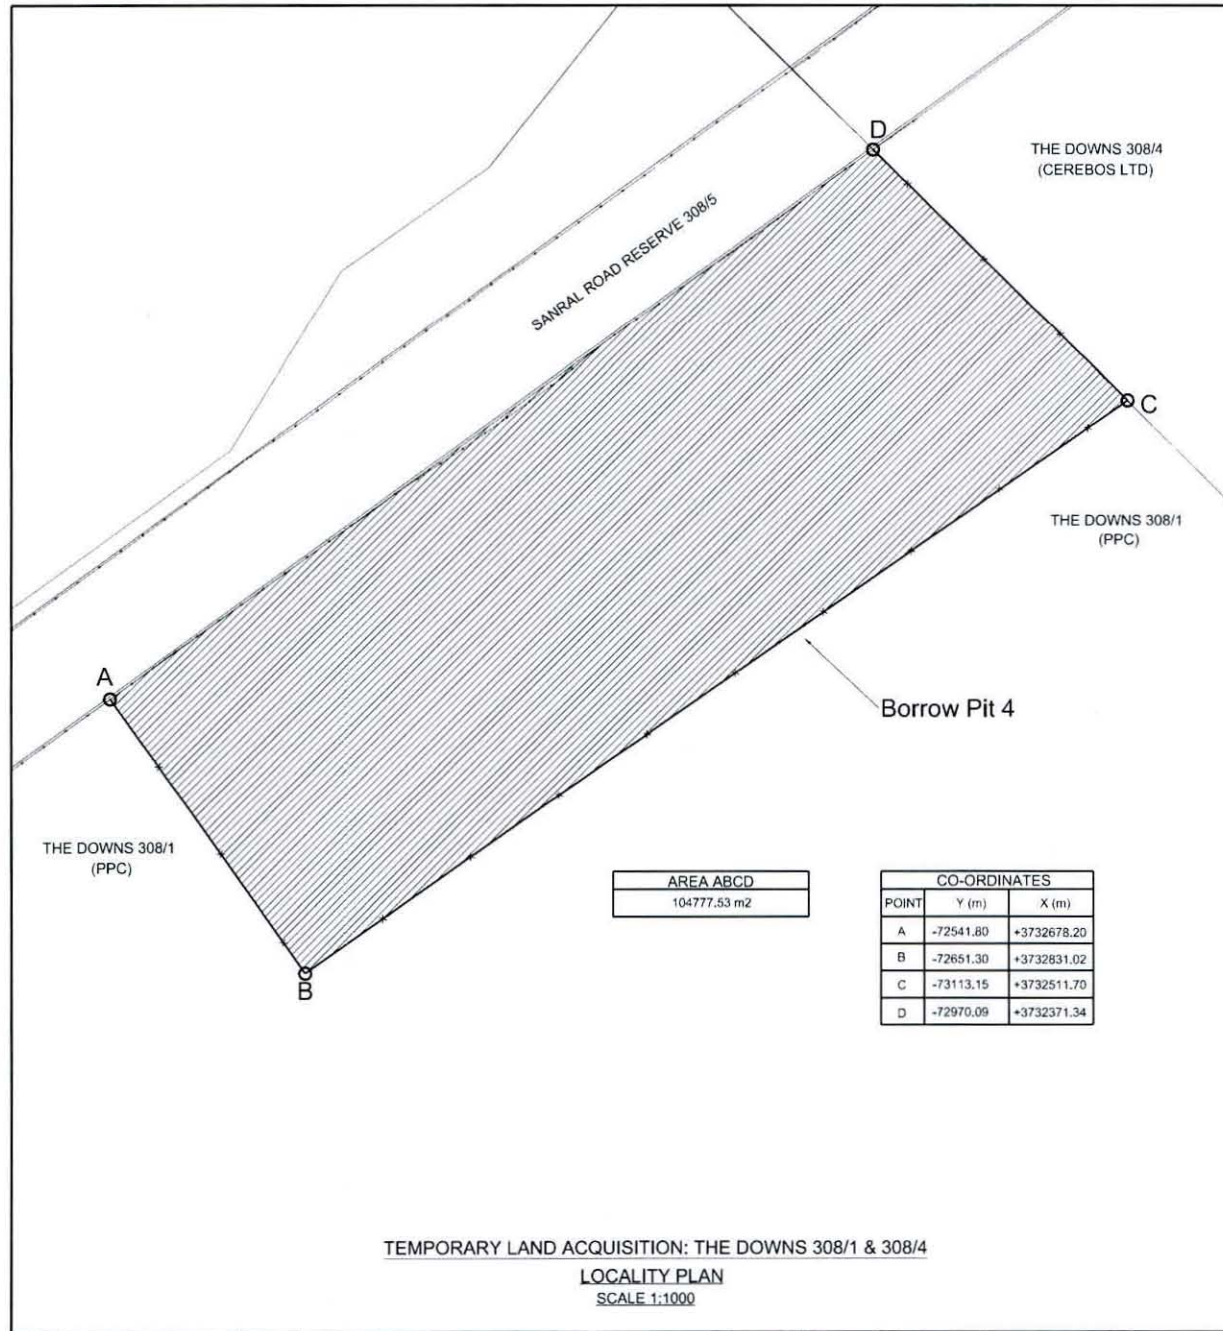 D
THE DOWNS 308/4
(CEREBOS LTD)
SANRAL ROAD RESERVE 308/5
C
THE DOWNS 308/1
(PPC)
A
Borrow Pit 4
THE DOWNS 308/1
(PPC)
B
AREA ABCD
104777.53 m2
CO-ORDINATES
POINT Y (m) X (m)
A -72541.80 +3732678.20
B -72651.30 +3732831.02
C -73113.15 +3732511.70
D -72970.09 +3732371.34
TEMPORARY LAND ACQUISITION: THE DOWNS 308/1 & 308/4
LOCALITY PLAN
SCALE 1:1000